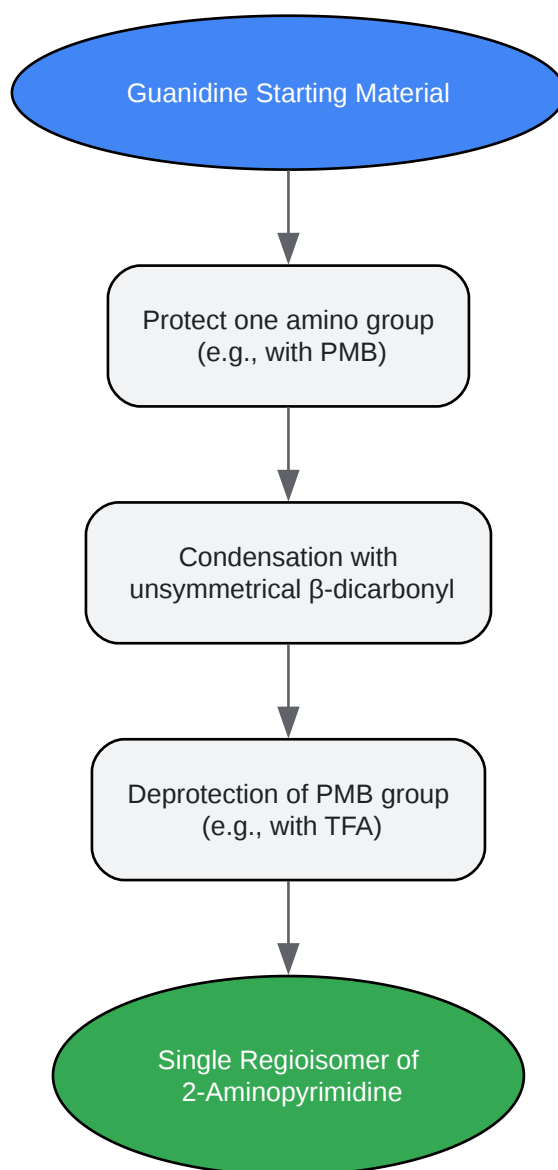 Guanidine Starting Material
Protect one amino group
(e.g., with PMB)
Condensation with
unsymmetrical β-dicarbonyl
Deprotection of PMB group
(e.g., with TFA)
Single Regioisomer of
2-Aminopyrimidine